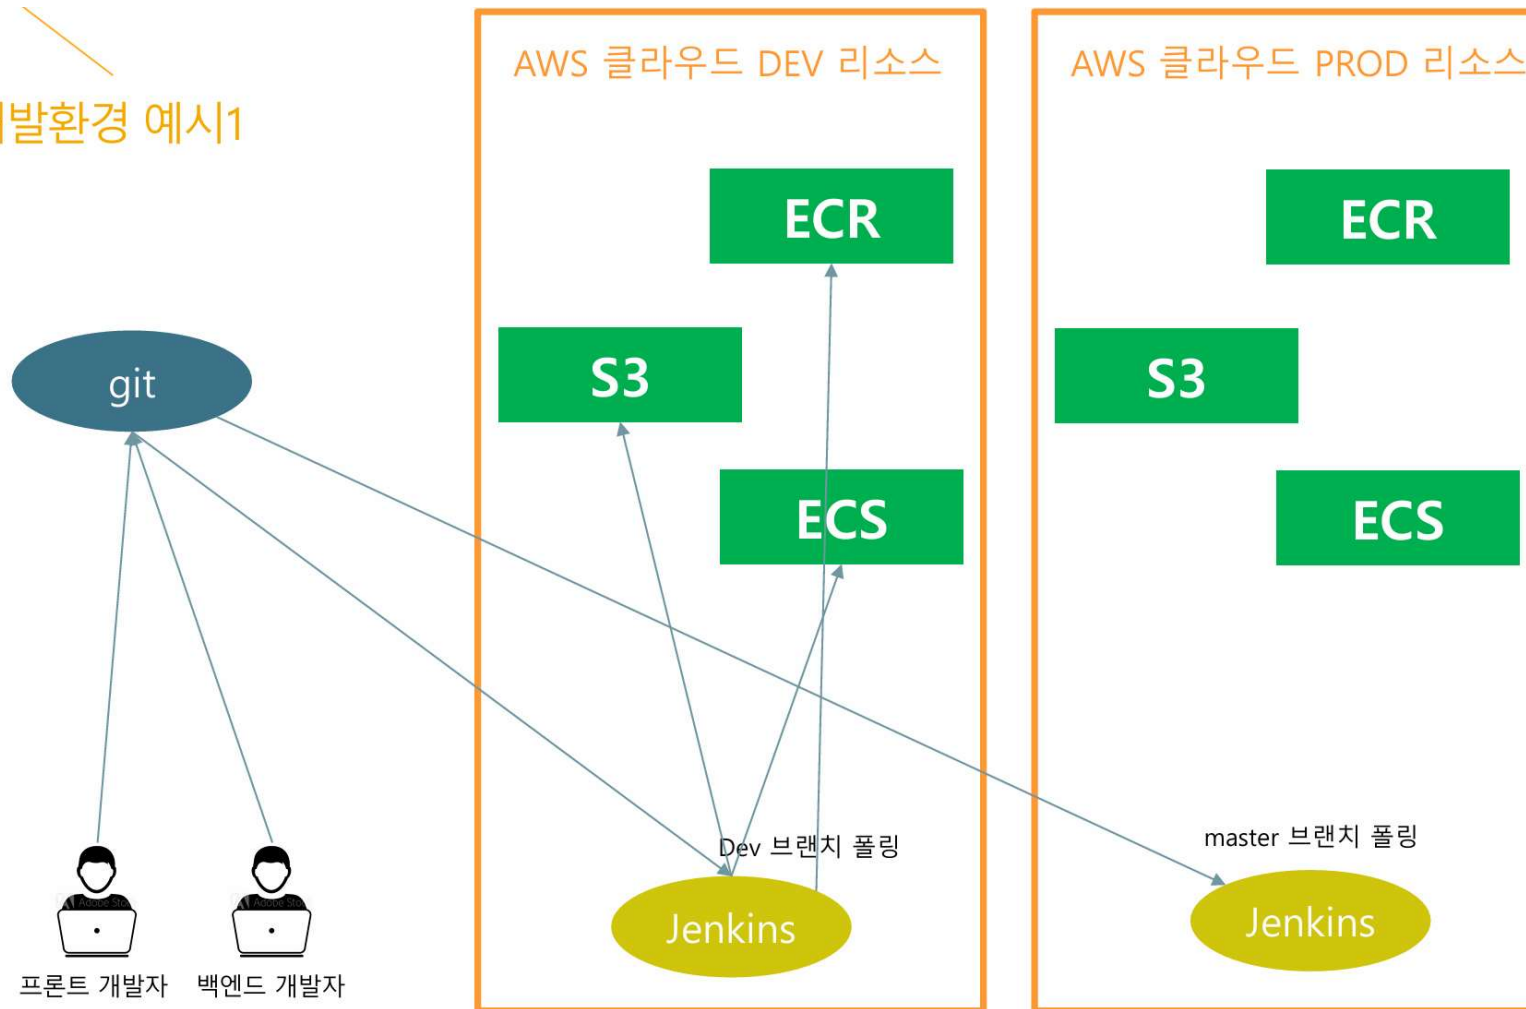 AWS 클라우드 DEV 리소스
AWS 클라우드 PROD 리소스
발환경 예시1
ECR
ECR
S3
S3
git
ECS
ECS
Dev 브랜치 폴링
master 브랜치 폴링
Jenkins
Jenkins
프론트 개발자
백엔드 개발자